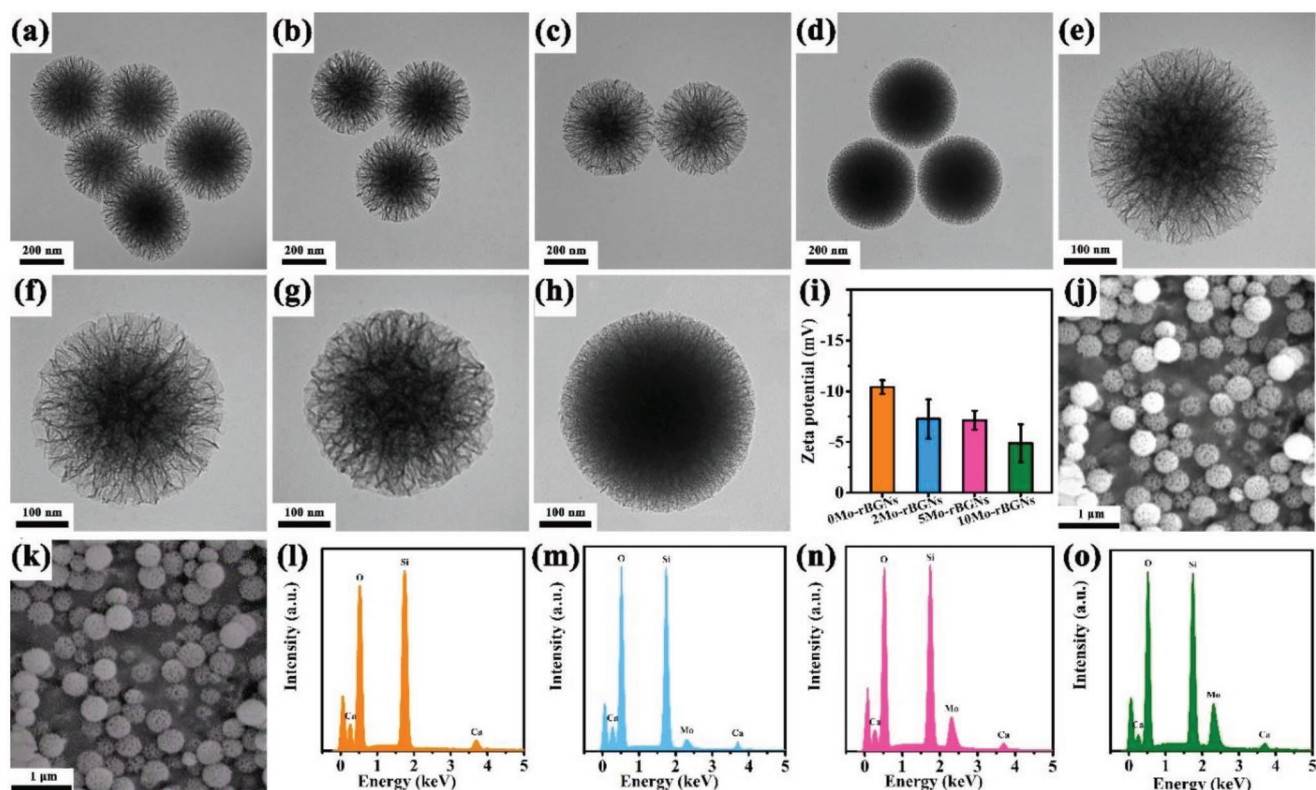 (a)
200 nm
(b)
200 nm
(c)
200 nm
(d)
200 nm
(e)
100 nm
(f)
100 nm
(g)
100 nm
(h)
100 nm
(i)
Zeta potential (mV)
-15
-10
-5
0
0Mo-rBGNs
2Mo-rBGNs
5Mo-rBGNs
10Mo-rBGNs
(j)
1 μm
(k)
1 μm
(l)
Intensity (a.u.)
Ca
O
Si
Ca
0 1 2 3 4 5
Energy (keV)
(m)
Intensity (a.u.)
Ca
O
Si
Mo
Ca
0 1 2 3 4 5
Energy (keV)
(n)
Intensity (a.u.)
Ca
O
Si
Mo
Ca
0 1 2 3 4 5
Energy (keV)
(o)
Intensity (a.u.)
Ca
O
Si
Mo
Ca
0 1 2 3 4 5
Energy (keV)